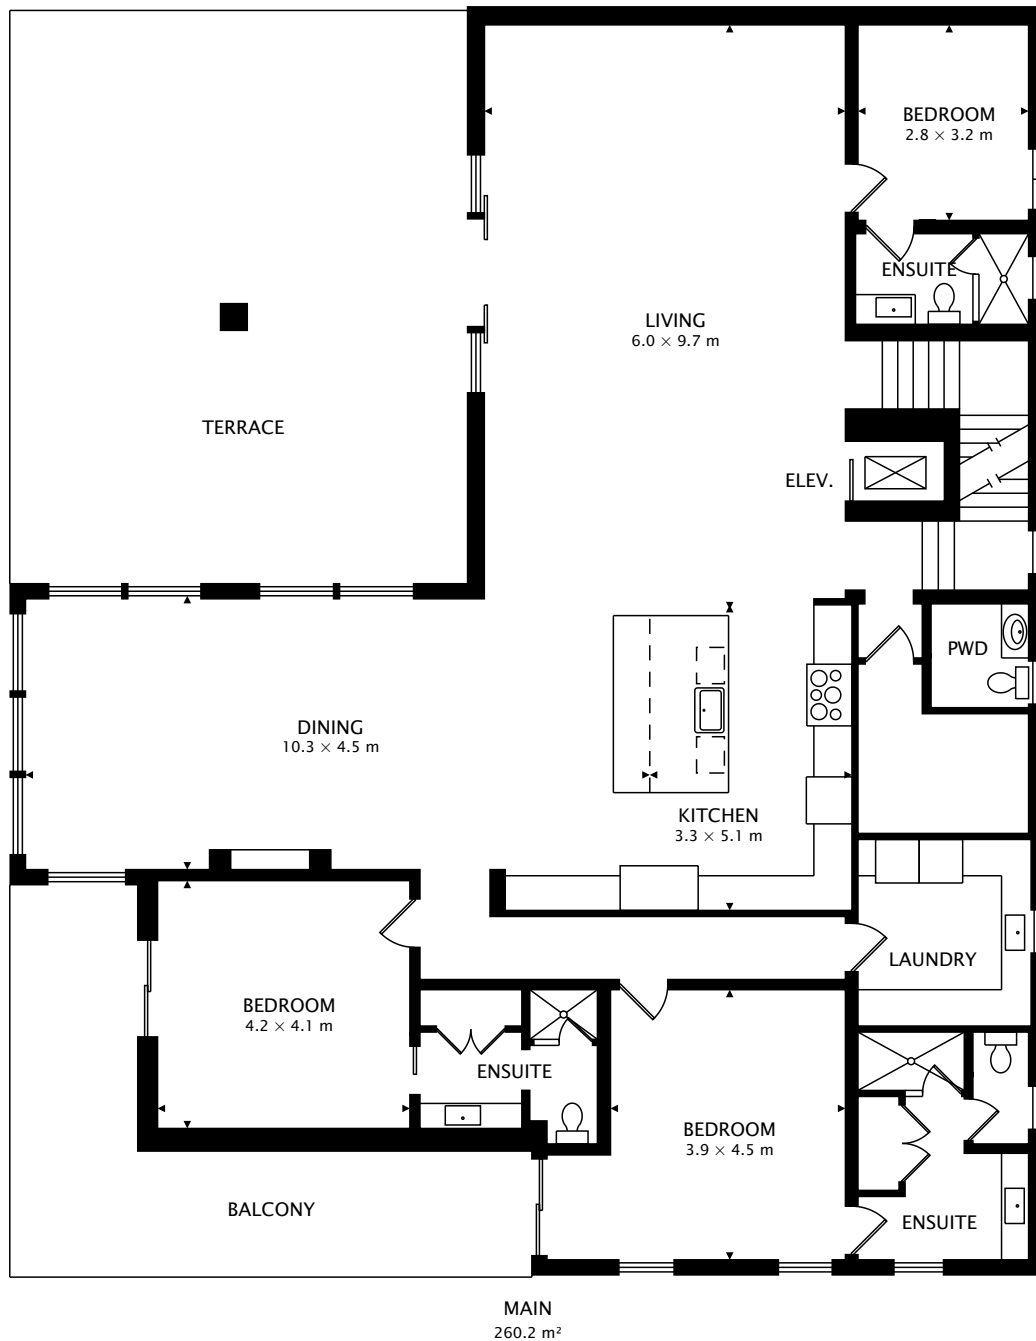 BEDROOM
2.8 × 3.2 m
ENSUITE
LIVING
6.0 × 9.7 m
TERRACE
ELEV.
PWD
DINING
10.3 × 4.5 m
KITCHEN
3.3 × 5.1 m
LAUNDRY
BEDROOM
4.2 × 4.1 m
ENSUITE
BEDROOM
3.9 × 4.5 m
BALCONY
ENSUITE
MAIN
260.2 m²